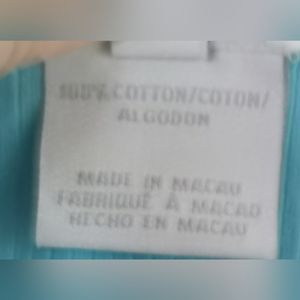 100% COTTON/COTON/
ALGODON
MADE IN MACAU
FABRIQUÉ À MACAO
HECHO EN MACAU